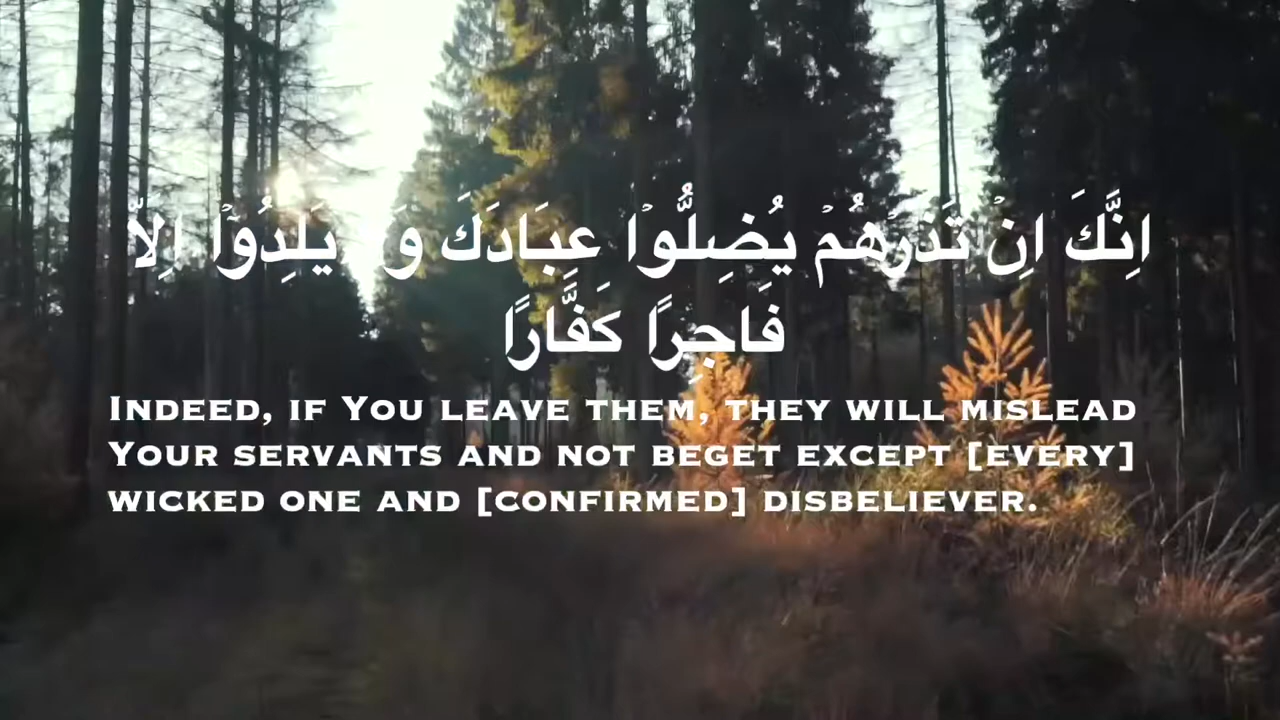 اِنَّكَ اِنۡ تَذَرۡهُمۡ يُضِلُّوۡا عِبَادَكَ وَ يَلِدُوۡۤا اِلاَّ
فَاجِرًا كَفَّارًا
Indeed, if You leave them, they will mislead
Your servants and not beget except [every]
wicked one and [confirmed] disbeliever.